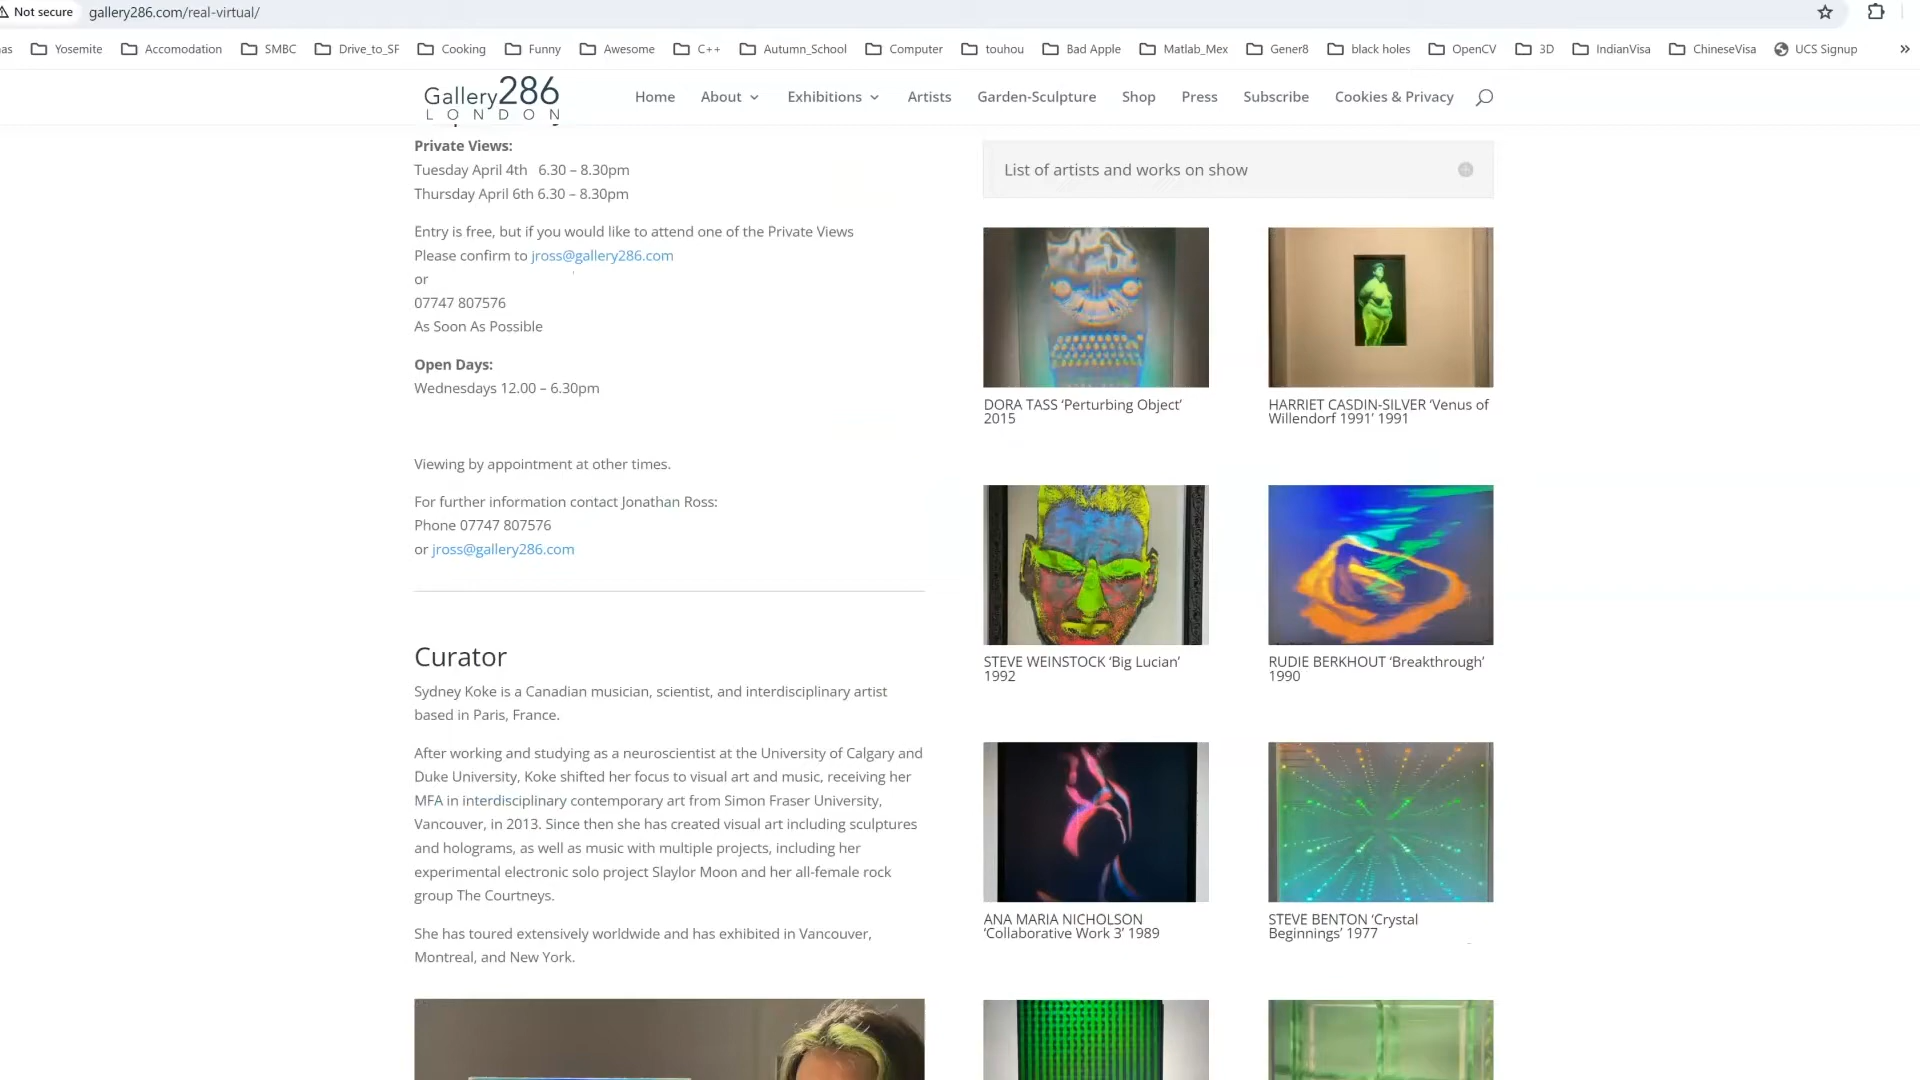 Not secure
gallery286.com/real-virtual/
as
Yosemite
Accomodation
SMBC
Drive_to_SF
Cooking
Funny
Awesome
C++
Autumn_School
Computer
touhou
Bad Apple
Matlab_Mex
Gener8
black holes
OpenCV
3D
IndianVisa
ChineseVisa
UCS Signup
»
Gallery286
LONDON
Home
About
Exhibitions
Artists
Garden-Sculpture
Shop
Press
Subscribe
Cookies & Privacy
Private Views:
Tuesday April 4th 6.30 – 8.30pm
Thursday April 6th 6.30 – 8.30pm
Entry is free, but if you would like to attend one of the Private Views
Please confirm to jross@gallery286.com
or
07747 807576
As Soon As Possible
Open Days:
Wednesdays 12.00 – 6.30pm
Viewing by appointment at other times.
For further information contact Jonathan Ross:
Phone 07747 807576
or jross@gallery286.com
Curator
Sydney Koke is a Canadian musician, scientist, and interdisciplinary artist
based in Paris, France.
After working and studying as a neuroscientist at the University of Calgary and
Duke University, Koke shifted her focus to visual art and music, receiving her
MFA in interdisciplinary contemporary art from Simon Fraser University,
Vancouver, in 2013. Since then she has created visual art including sculptures
and holograms, as well as music with multiple projects, including her
experimental electronic solo project Slaylor Moon and her all-female rock
group The Courtneys.
She has toured extensively worldwide and has exhibited in Vancouver,
Montreal, and New York.
List of artists and works on show
DORA TASS ‘Perturbing Object’
2015
HARRIET CASDIN-SILVER ‘Venus of
Willendorf 1991’ 1991
STEVE WEINSTOCK ‘Big Lucian’
1992
RUDIE BERKHOUT ‘Breakthrough’
1990
ANA MARIA NICHOLSON
‘Collaborative Work 3’ 1989
STEVE BENTON ‘Crystal
Beginnings’ 1977